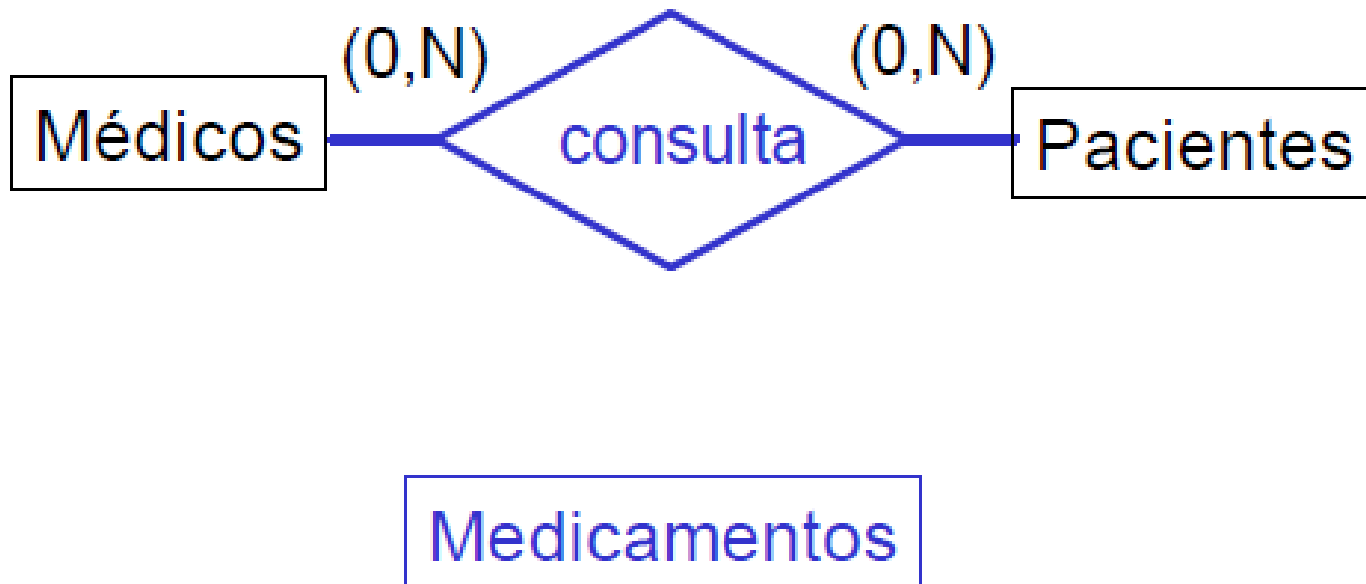 (0,N)
(0,N)
Médicos
consulta
Pacientes
Medicamentos